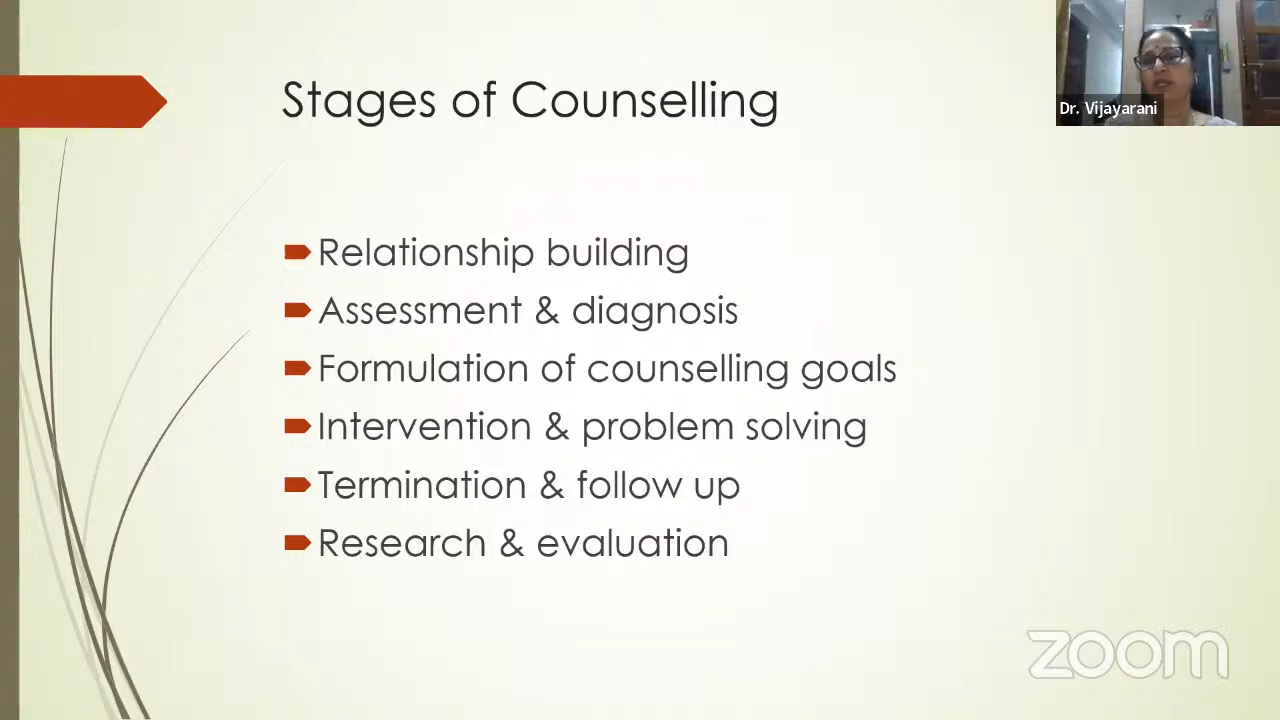 Stages of Counselling
Dr. Vijayarani
Relationship building
Assessment & diagnosis
Formulation of counselling goals
Intervention & problem solving
Termination & follow up
Research & evaluation
zoom